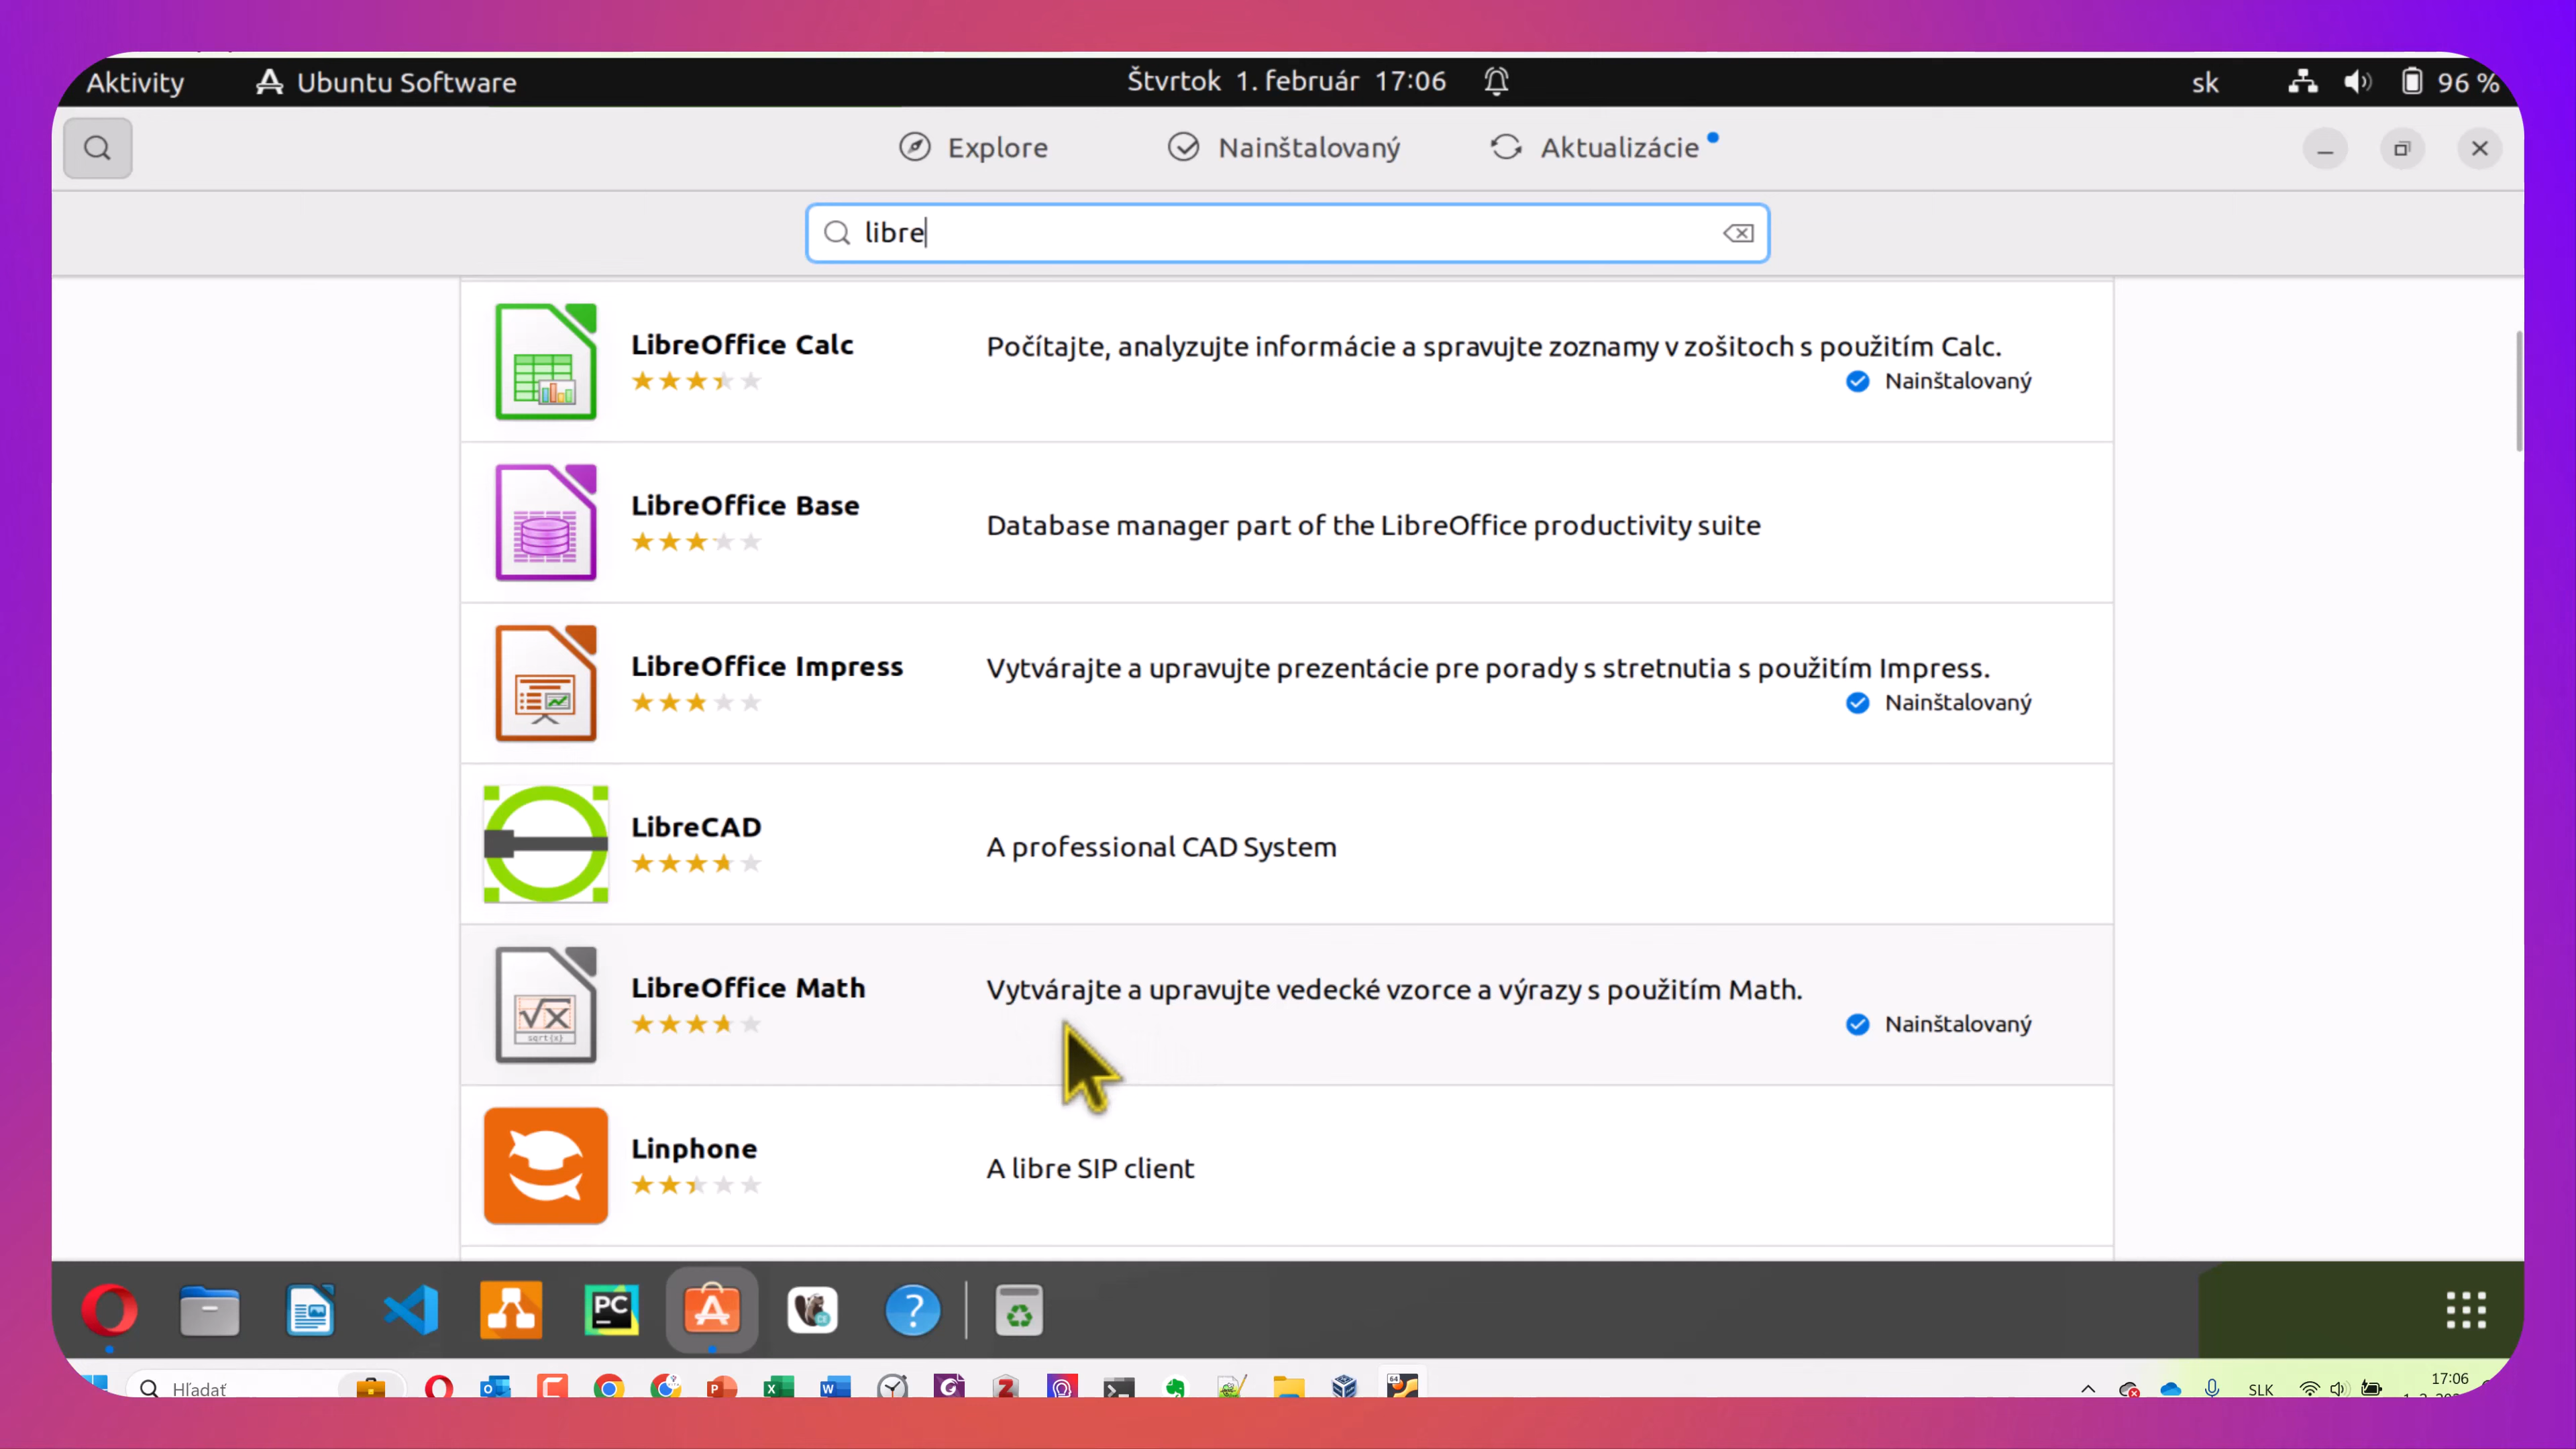 Aktivity Ubuntu Software Štvrtok 1. február 17:06 sk 96 %
Explore Nainštalovaný Aktualizácie
libre
LibreOffice Calc Počítajte, analyzujte informácie a spravujte zoznamy v zošitoch s použitím Calc.
Nainštalovaný
LibreOffice Base
Database manager part of the LibreOffice productivity suite
LibreOffice Impress Vytvárajte a upravujte prezentácie pre porady s stretnutia s použitím Impress.
Nainštalovaný
LibreCAD
A professional CAD System
LibreOffice Math Vytvárajte a upravujte vedecké vzorce a výrazy s použitím Math.
Nainštalovaný
sqrt{x}
Linphone
A libre SIP client
PC
Hľadať SLK 17:06